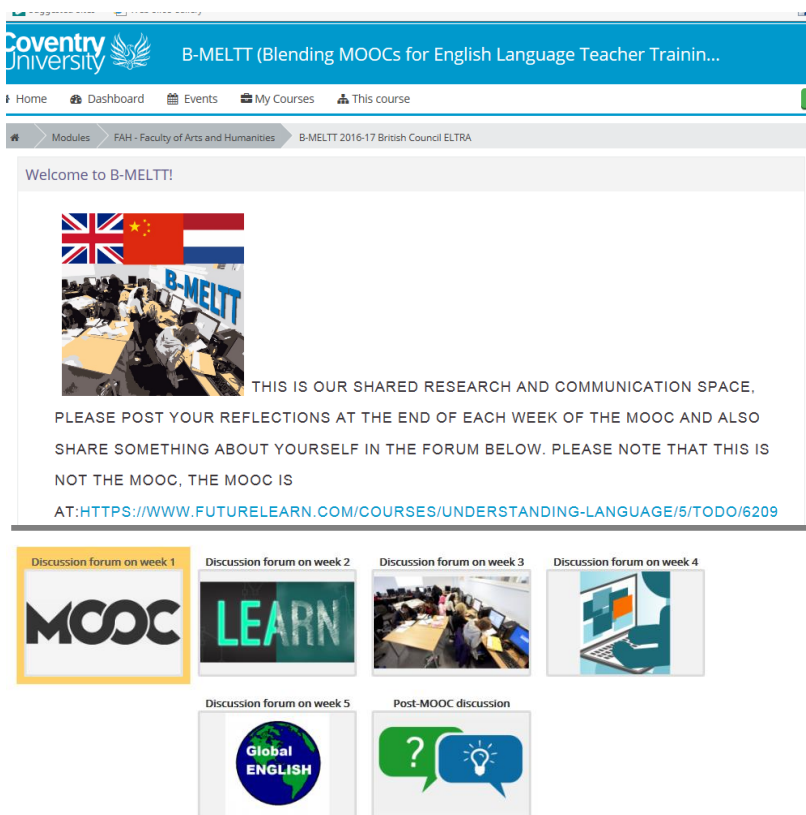 Coventry
University
B-MELTT (Blending MOOCs for English Language Teacher Trainin...
Home Dashboard Events My Courses This course
Modules FAH - Faculty of Arts and Humanities B-MELTT 2016-17 British Council ELTRA
Welcome to B-MELTT!
B-MELTT
THIS IS OUR SHARED RESEARCH AND COMMUNICATION SPACE,
PLEASE POST YOUR REFLECTIONS AT THE END OF EACH WEEK OF THE MOOC AND ALSO
SHARE SOMETHING ABOUT YOURSELF IN THE FORUM BELOW. PLEASE NOTE THAT THIS IS
NOT THE MOOC, THE MOOC IS
AT:HTTPS://WWW.FUTURELEARN.COM/COURSES/UNDERSTANDING-LANGUAGE/5/TODO/6209
Discussion forum on week 1 Discussion forum on week 2 Discussion forum on week 3 Discussion forum on week 4
MOOC LEARN
Discussion forum on week 5 Post-MOOC discussion
Global
ENGLISH
?